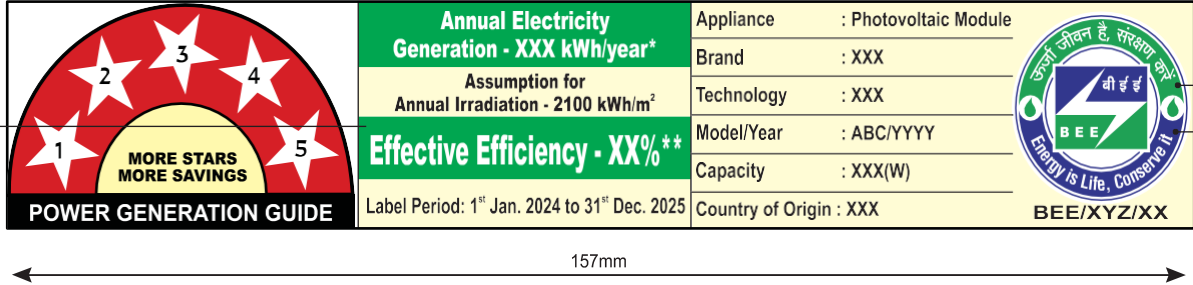 1
2
3
4
5
MORE STARS
MORE SAVINGS
POWER GENERATION GUIDE
Annual Electricity
Generation - XXX kWh/year*
Assumption for
Annual Irradiation - 2100 kWh/m²
Effective Efficiency - XX%**
Label Period: 1st Jan. 2024 to 31st Dec. 2025
Appliance : Photovoltaic Module
Brand : XXX
Technology : XXX
Model/Year : ABC/YYYY
Capacity : XXX(W)
Country of Origin : XXX
ऊर्जा जीवन है, संरक्षण करें
बी ई ई
BEE
Energy is Life, Conserve it
BEE/XYZ/XX
157mm